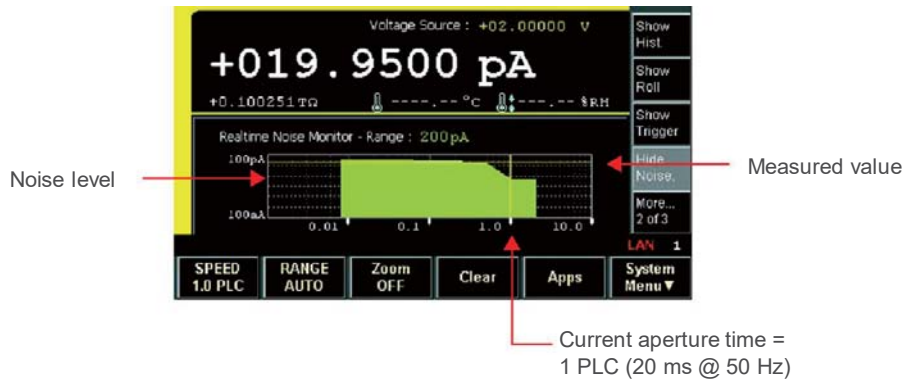 Voltage Source : +02.00000 V
+019.9500 pA
+0.100251TΩ ----.-- °C ---.-- %RH
Realtime Noise Monitor - Range : 200pA
100pA
100aA
0.01 0.1 1.0 10.0
Show
Hist.
Show
Roll
Show
Trigger
Hide
Noise.
More...
2 of 3
LAN 1
SPEED
1.0 PLC
RANGE
AUTO
Zoom
OFF
Clear
Apps
System
Menu▼
Noise level
Measured value
Current aperture time =
1 PLC (20 ms @ 50 Hz)